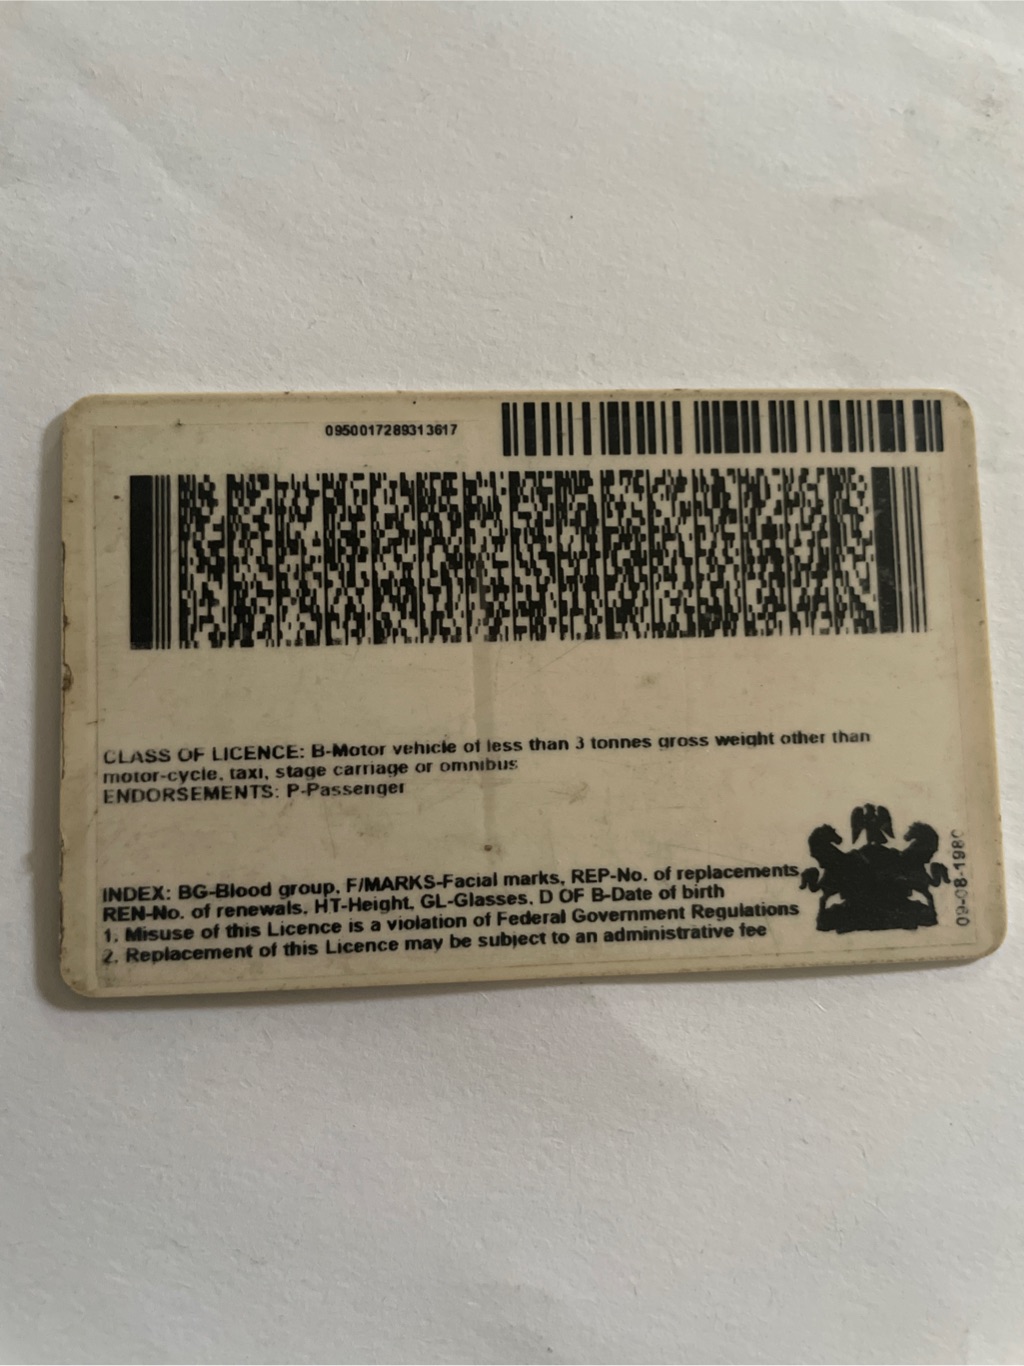 0950017289313617
CLASS OF LICENCE: B-Motor vehicle of less than 3 tonnes gross weight other than
motor-cycle, taxi, stage carriage or omnibus
ENDORSEMENTS: P-Passenger
INDEX: BG-Blood group, F/MARKS-Facial marks, REP-No. of replacements,
REN-No. of renewals, HT-Height, GL-Glasses, D OF B-Date of birth
1. Misuse of this Licence is a violation of Federal Government Regulations
2. Replacement of this Licence may be subject to an administrative fee